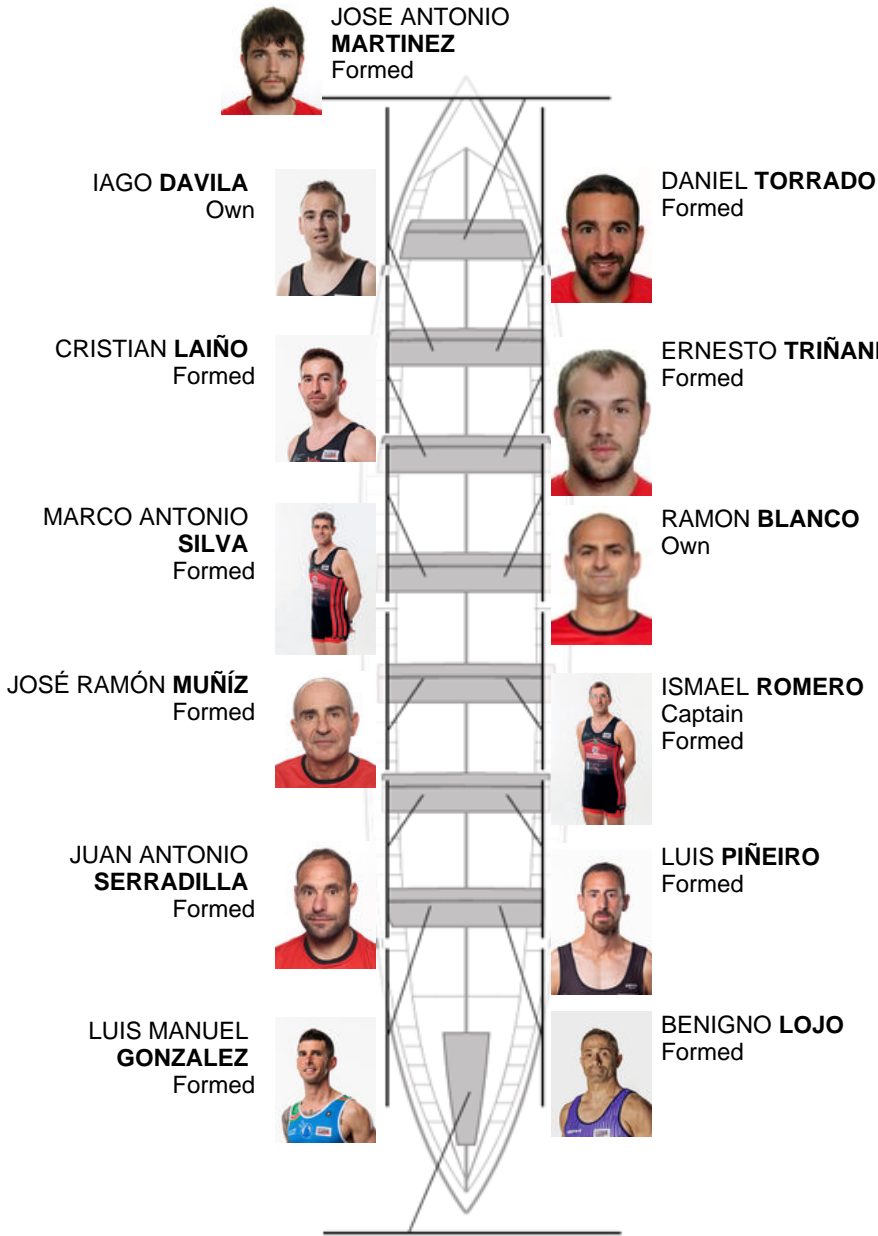 JOSE ANTONIO
MARTINEZ
Formed
IAGO DAVILA
Own
DANIEL TORRADO
Formed
CRISTIAN LAIÑO
Formed
ERNESTO
Formed
MARCO ANTONIO
SILVA
Formed
RAMON BLANCO
Own
JOSÉ RAMÓN MUÑÍZ
Formed
ISMAEL ROMERO
Captain
Formed
JUAN ANTONIO
SERRADILLA
Formed
LUIS PIÑEIRO
Formed
LUIS MANUEL
GONZALEZ
Formed
BENIGNO LOJO
Formed